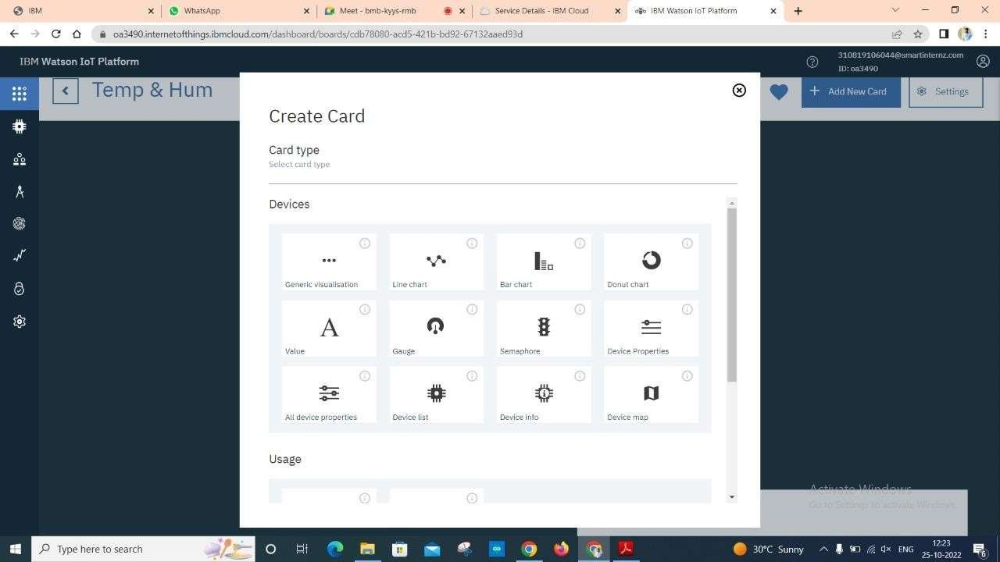 IBM
WhatsApp
Meet - bmb-kyys-rmb
Service Details - IBM Cloud
IBM Watson IoT Platform
oa3490.internetofthings.ibmcloud.com/dashboard/boards/cdb78080-acd5-421b-bd92-67132aaed93d
IBM Watson IoT Platform
310819106044@smartinternz.com
ID: oa3490
Temp & Hum
Add New Card
Settings
Create Card
Card type
Select card type
Devices
Generic visualisation
Line chart
Bar chart
Donut chart
Value
Gauge
Semaphore
Device Properties
All device properties
Device list
Device info
Device map
Usage
Activate Windows
Go to Settings to activate Windows.
Type here to search
30°C Sunny
ENG
12:23
25-10-2022
6